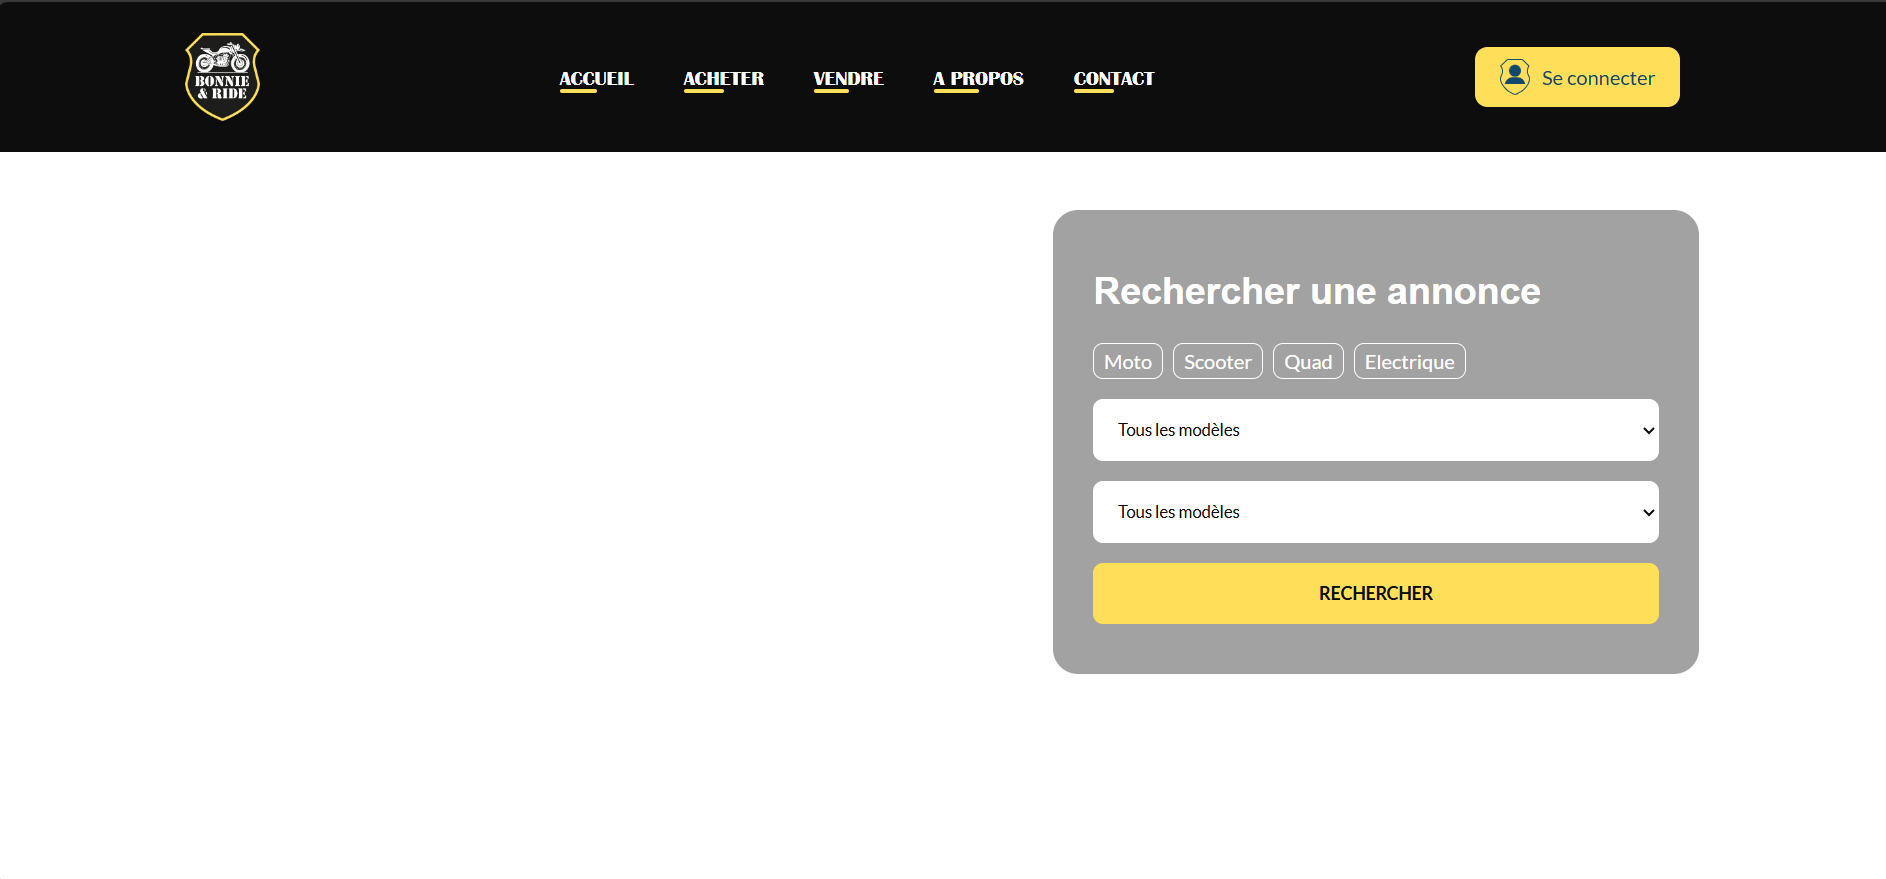 BONNIE
& RIDE
ACCUEIL
ACHETER
VENDRE
A PROPOS
CONTACT
Se connecter
Rechercher une annonce
Moto
Scooter
Quad
Electrique
Tous les modèles
Tous les modèles
RECHERCHER